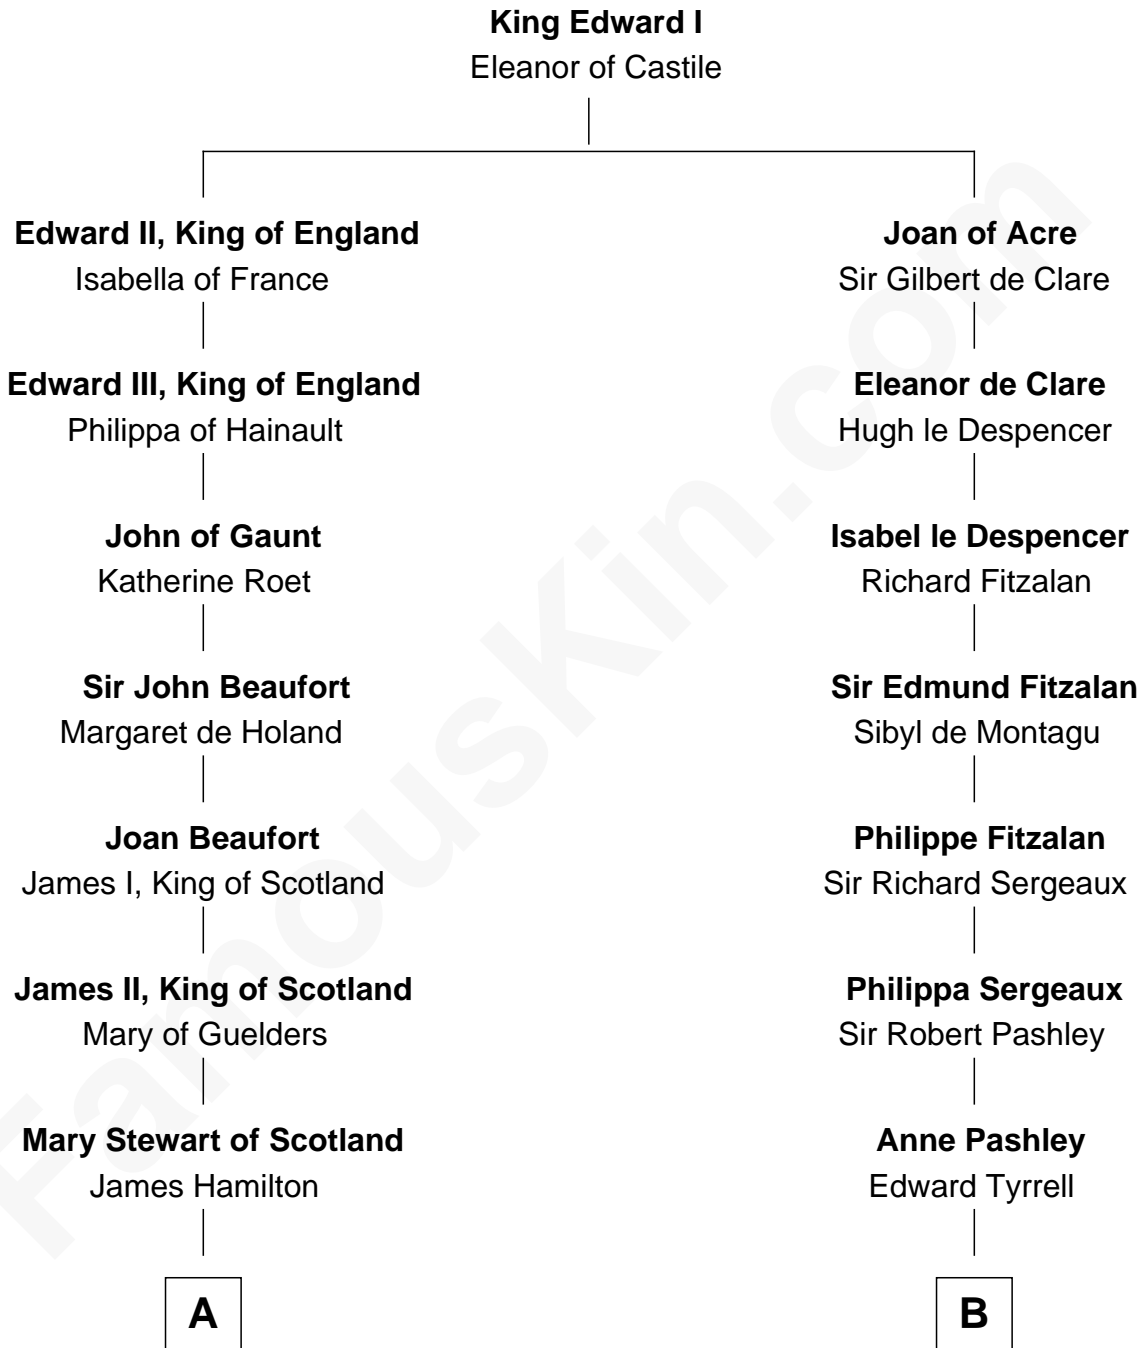 King Edward I
Eleanor of Castile
Edward II, King of England
Isabella of France
Edward III, King of England
Philippa of Hainault
John of Gaunt
Katherine Roet
Sir John Beaufort
Margaret de Holand
Joan Beaufort
James I, King of Scotland
James II, King of Scotland
Mary of Guelders
Mary Stewart of Scotland
James Hamilton
A
Joan of Acre
Sir Gilbert de Clare
Eleanor de Clare
Hugh le Despencer
Isabel le Despencer
Richard Fitzalan
Sir Edmund Fitzalan
Sibyl de Montagu
Philippe Fitzalan
Sir Richard Sergeaux
Philippa Sergeaux
Sir Robert Pashley
Anne Pashley
Edward Tyrrell
B
FamousKin.com